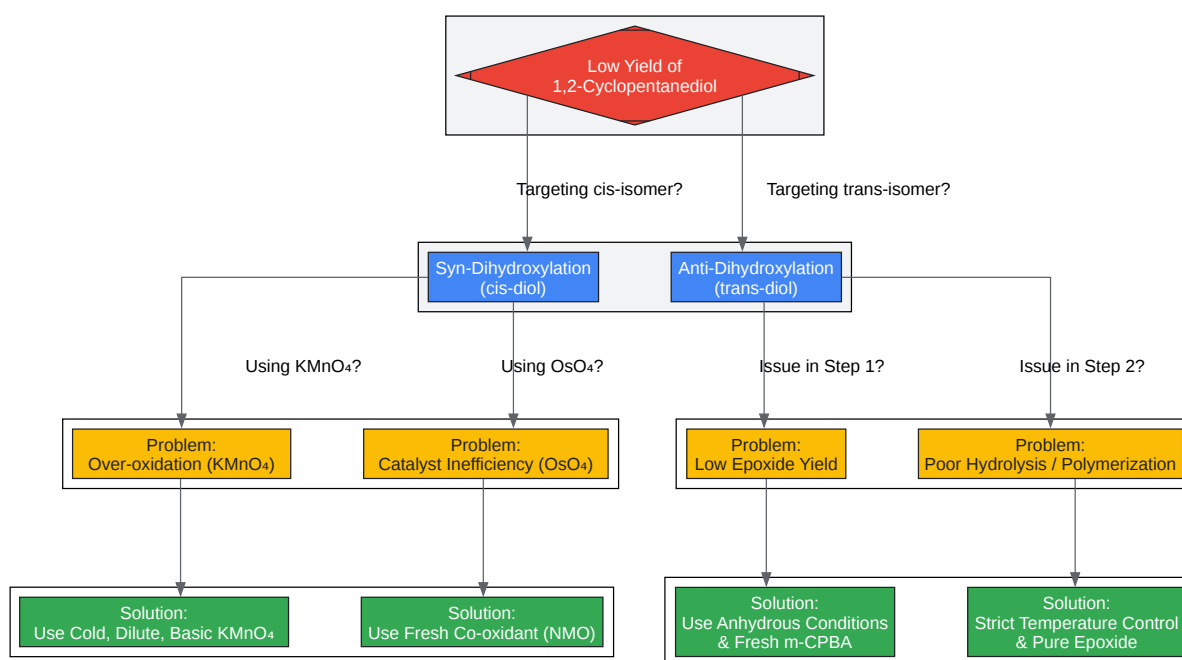 Low Yield of
1,2-Cyclopentanediol
Targeting cis-isomer?
Targeting trans-isomer?
Syn-Dihydroxylation
(cis-diol)
Anti-Dihydroxylation
(trans-diol)
Using KMnO₄?
Using OsO₄?
Issue in Step 1?
Issue in Step 2?
Problem:
Over-oxidation (KMnO₄)
Problem:
Catalyst Inefficiency (OsO₄)
Problem:
Low Epoxide Yield
Problem:
Poor Hydrolysis / Polymerization
Solution:
Use Cold, Dilute, Basic KMnO₄
Solution:
Use Fresh Co-oxidant (NMO)
Solution:
Use Anhydrous Conditions
& Fresh m-CPBA
Solution:
Strict Temperature Control
& Pure Epoxide